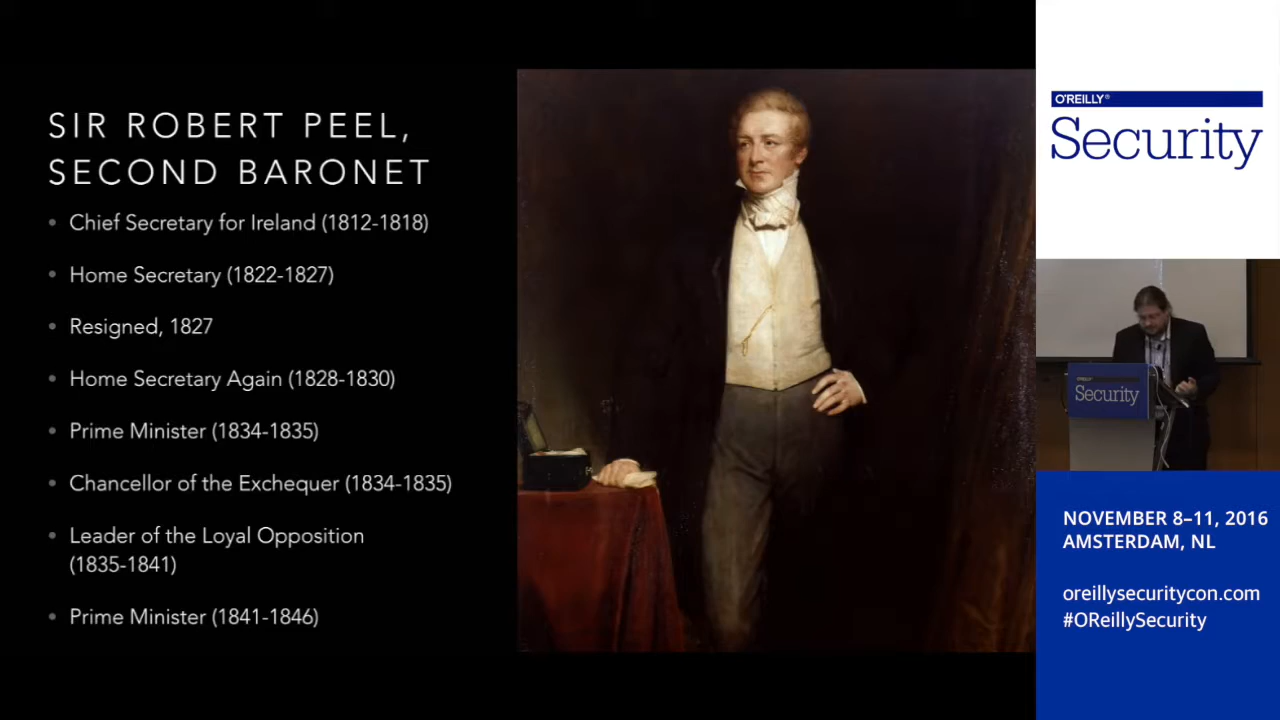 SIR ROBERT PEEL,
SECOND BARONET
• Chief Secretary for Ireland (1812-1818)
• Home Secretary (1822-1827)
• Resigned, 1827
• Home Secretary Again (1828-1830)
• Prime Minister (1834-1835)
• Chancellor of the Exchequer (1834-1835)
• Leader of the Loyal Opposition
(1835-1841)
• Prime Minister (1841-1846)
O'REILLY®
Security
O'REILLY
Security
NOVEMBER 8–11, 2016
AMSTERDAM, NL
oreillysecuritycon.com
#OReillySecurity